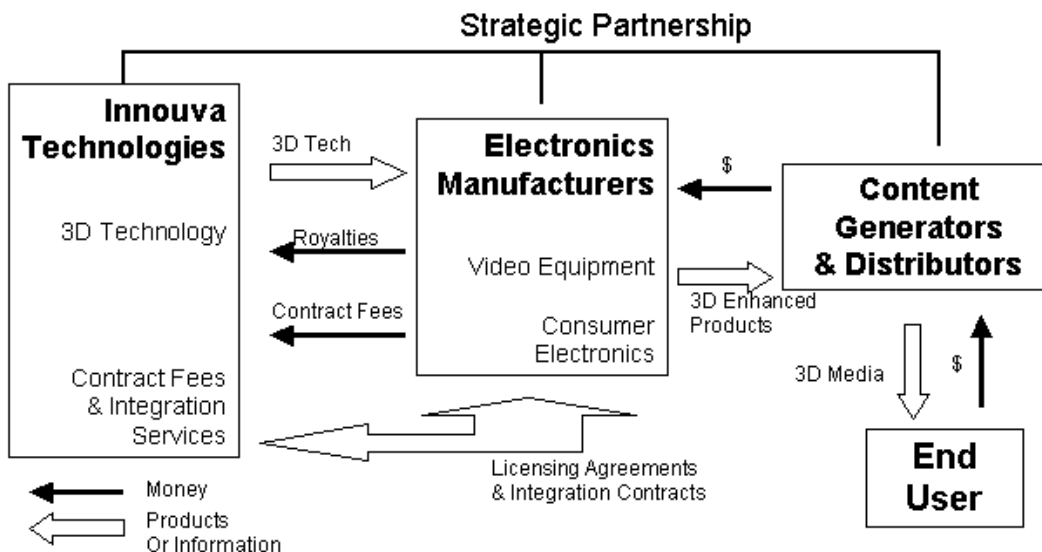 Strategic Partnership
Innouva
Technologies
3D Technology
Contract Fees
& Integration
Services
3D Tech
Royalties
Contract Fees
Electronics
Manufacturers
Video Equipment
Consumer
Electronics
$
3D Enhanced
Products
Content
Generators
& Distributors
3D Media
$
End
User
Licensing Agreements
& Integration Contracts
Money
Products
Or Information